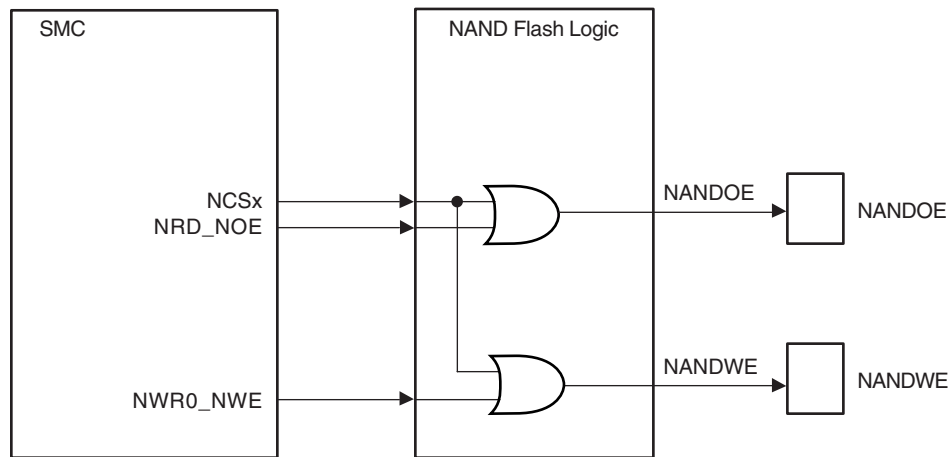 SMC
NAND Flash Logic
NCSx
NRD_NOE
NANDOE
NANDOE
NWR0_NWE
NANDWE
NANDWE